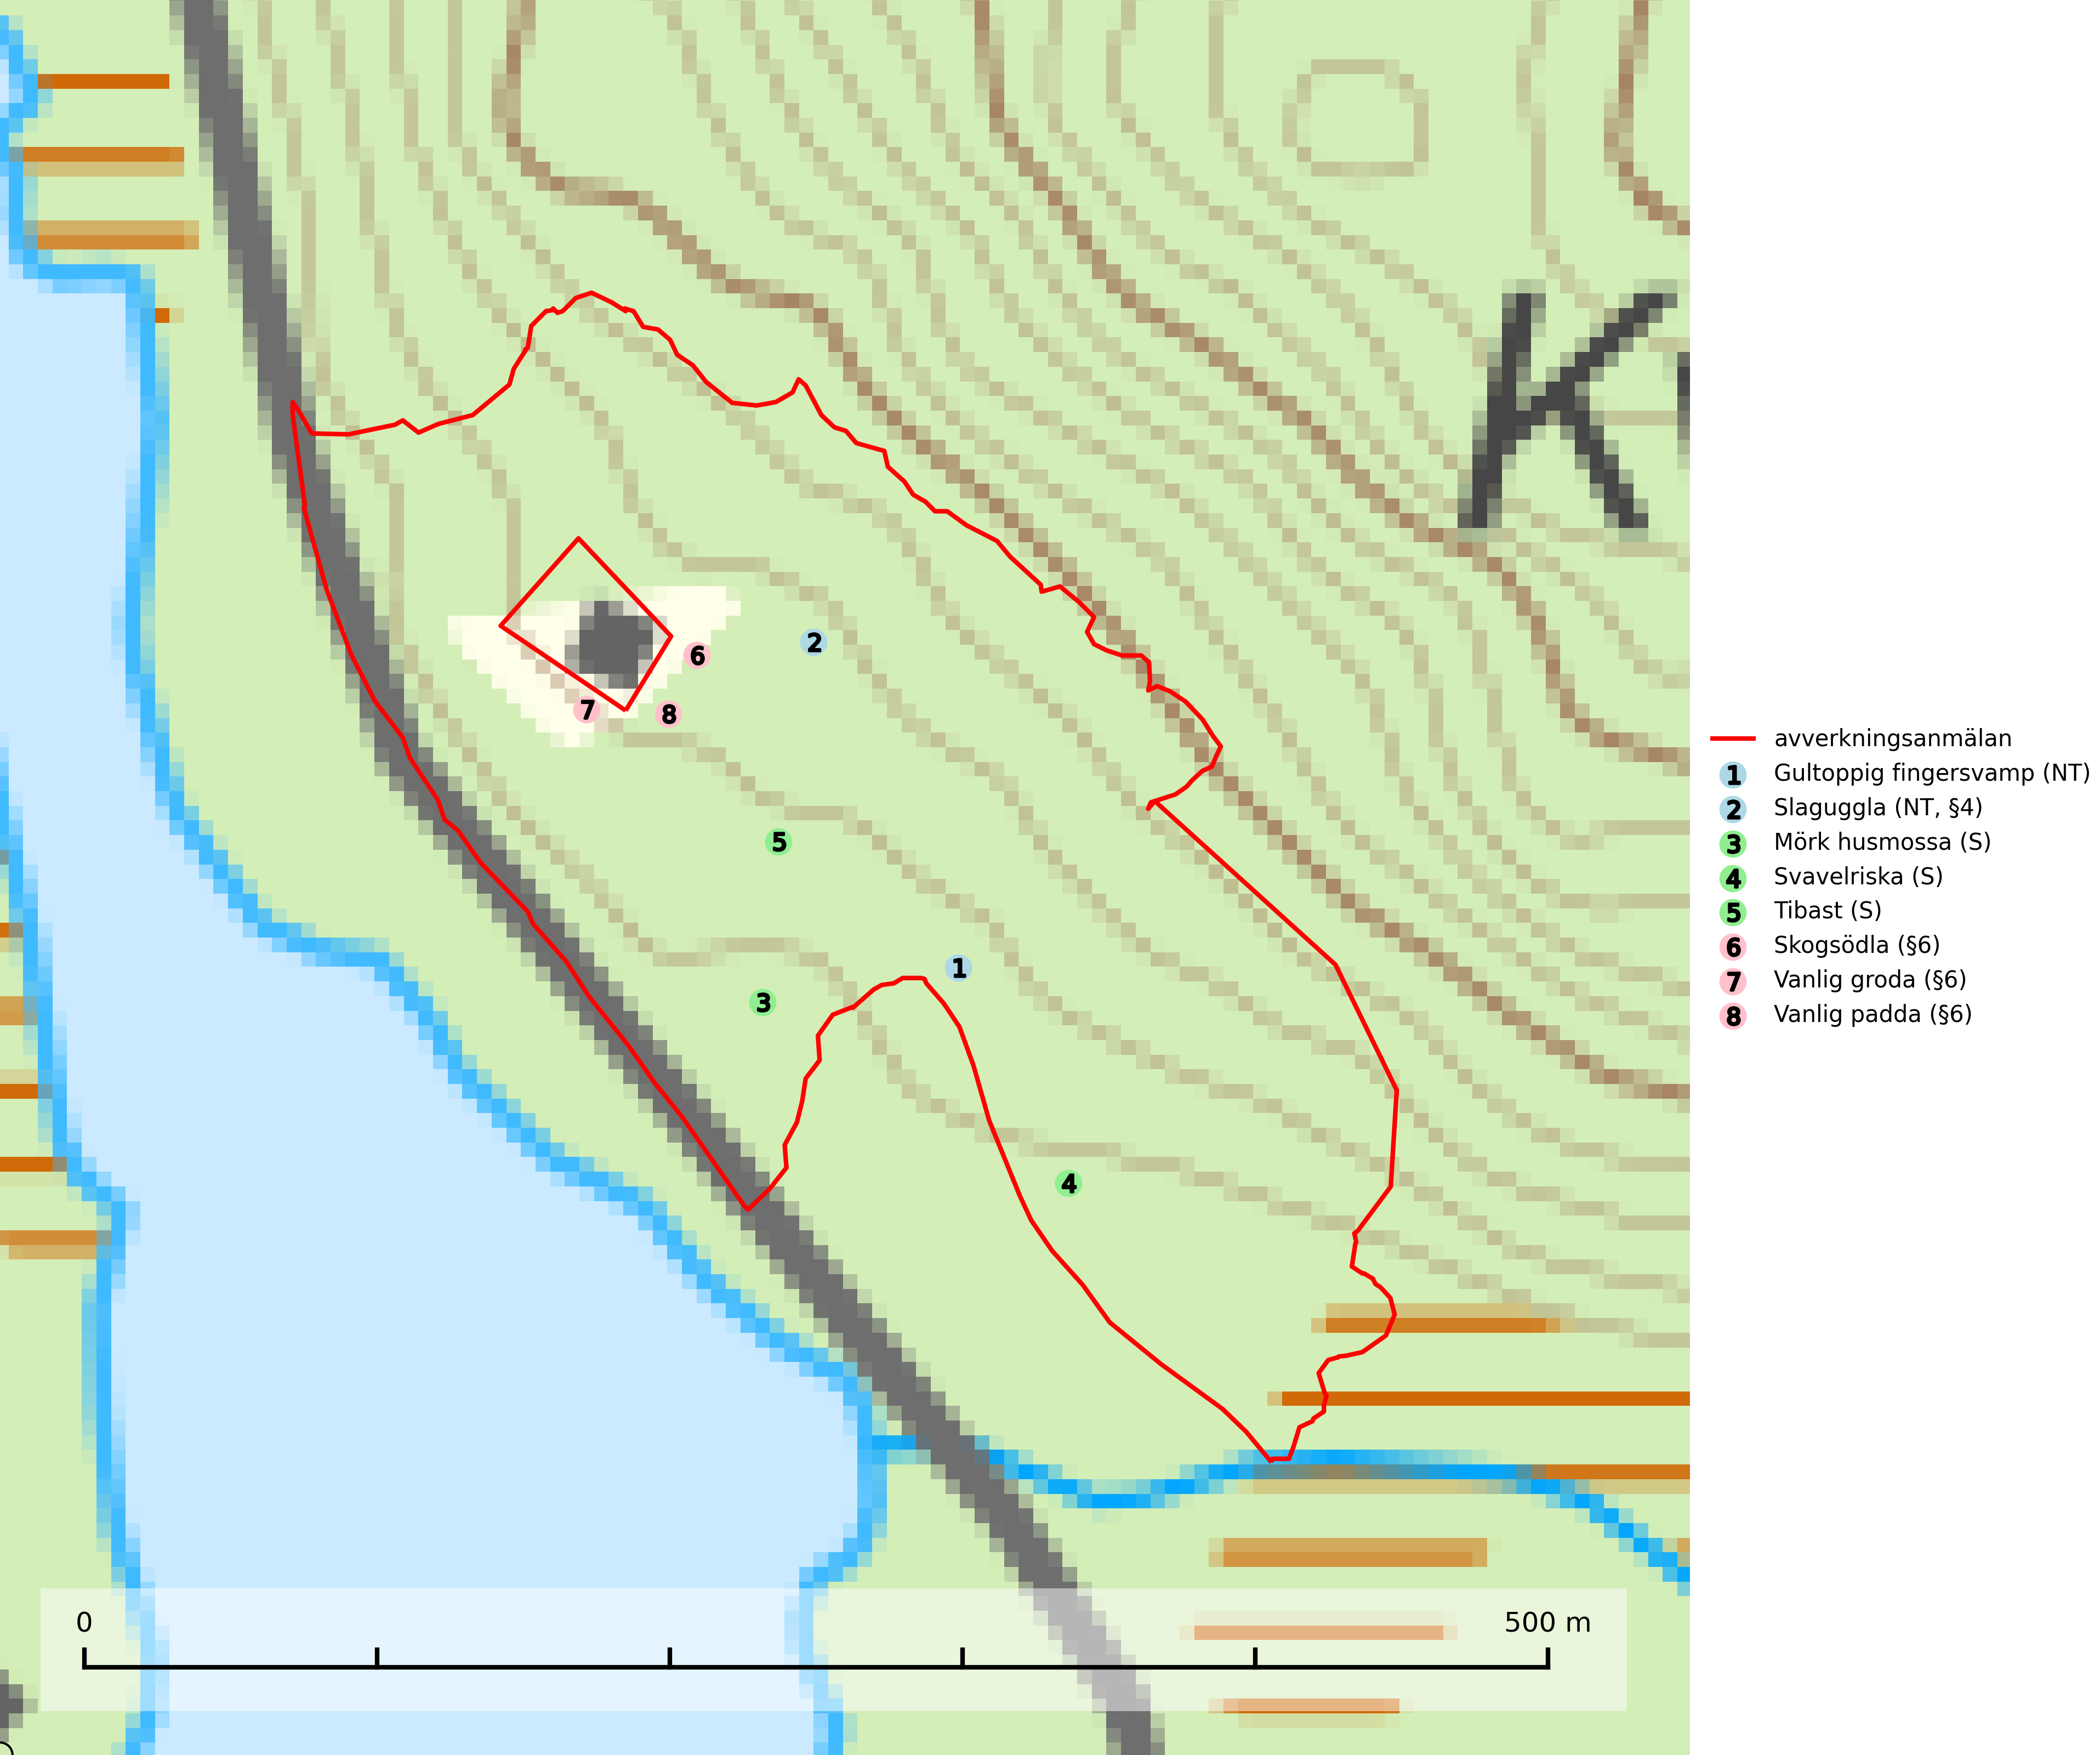 K
2
6
7
8
5
1
3
4
0
500 m
avverkningsanmälan
1 Gultoppig fingersvamp (NT)
2 Slaguggla (NT, §4)
3 Mörk husmossa (S)
4 Svavelriska (S)
5 Tibast (S)
6 Skogsödla (§6)
7 Vanlig groda (§6)
8 Vanlig padda (§6)